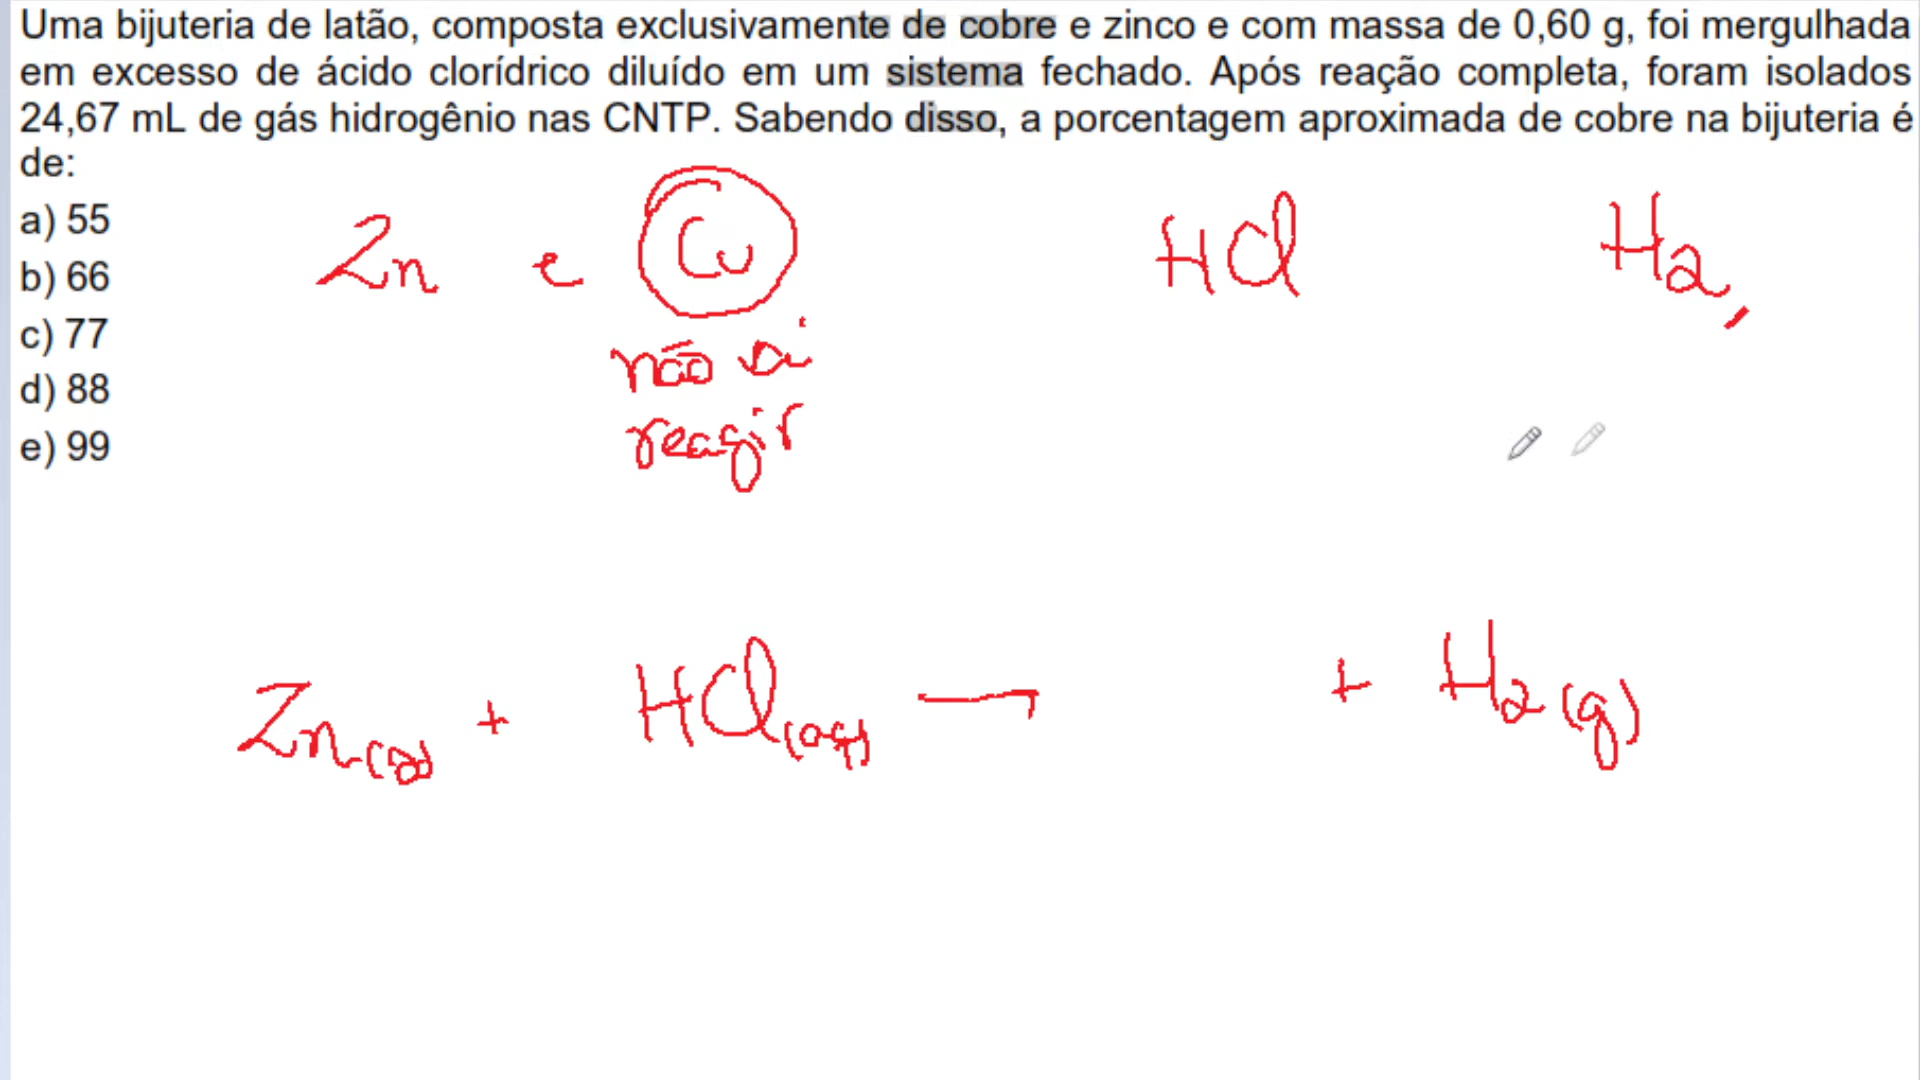 Uma bijuteria de latão, composta exclusivamente de cobre e zinco e com massa de 0,60 g, foi mergulhada
em excesso de ácido clorídrico diluído em um sistema fechado. Após reação completa, foram isolados
24,67 mL de gás hidrogênio nas CNTP. Sabendo disso, a porcentagem aproximada de cobre na bijuteria é
de:
a) 55
b) 66
c) 77
d) 88
e) 99
Zn e Cu HCl H2,
não vai
reagir
Zn(s) + HCl(aq) → + H2(g)